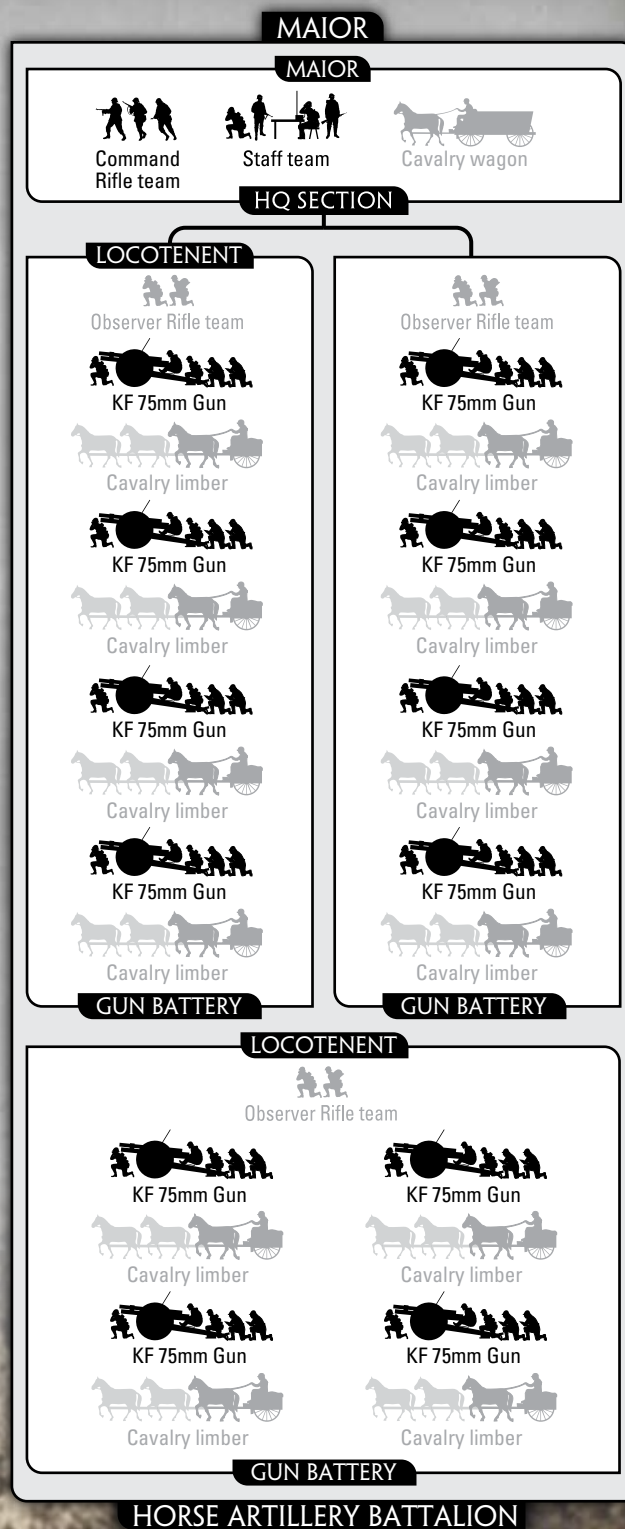 MAIOR
MAIOR
Command
Rifle team
Staff team
Cavalry wagon
HQ SECTION
LOCOTENENT
Observer Rifle team
KF 75mm Gun
Cavalry limber
KF 75mm Gun
Cavalry limber
KF 75mm Gun
Cavalry limber
KF 75mm Gun
Cavalry limber
GUN BATTERY
Observer Rifle team
KF 75mm Gun
Cavalry limber
KF 75mm Gun
Cavalry limber
KF 75mm Gun
Cavalry limber
KF 75mm Gun
Cavalry limber
GUN BATTERY
LOCOTENENT
Observer Rifle team
KF 75mm Gun
KF 75mm Gun
Cavalry limber
Cavalry limber
KF 75mm Gun
KF 75mm Gun
Cavalry limber
Cavalry limber
GUN BATTERY
HORSE ARTILLERY BATTALION